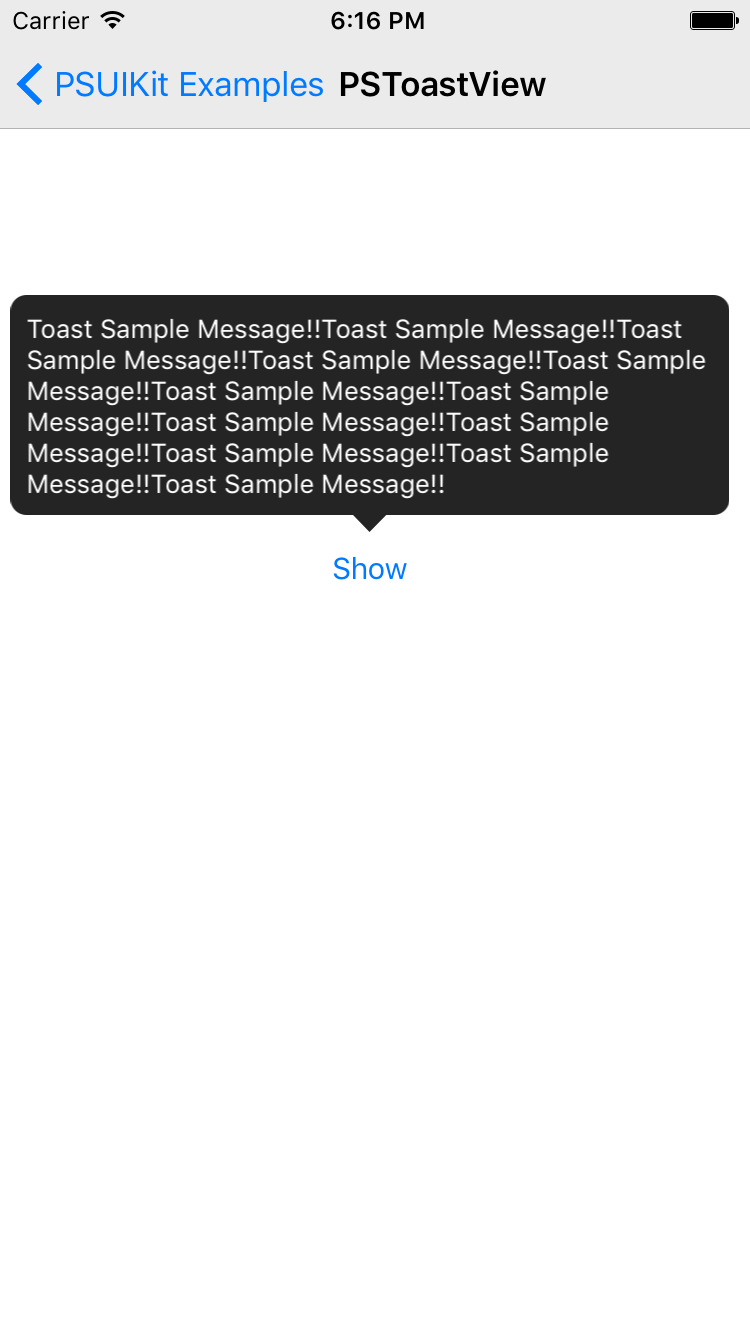 Carrier 6:16 PM
PSUIKit Examples PSToastView
Toast Sample Message!!Toast Sample Message!!Toast
Sample Message!!Toast Sample Message!!Toast Sample
Message!!Toast Sample Message!!Toast Sample
Message!!Toast Sample Message!!Toast Sample
Message!!Toast Sample Message!!Toast Sample
Message!!Toast Sample Message!!
Show